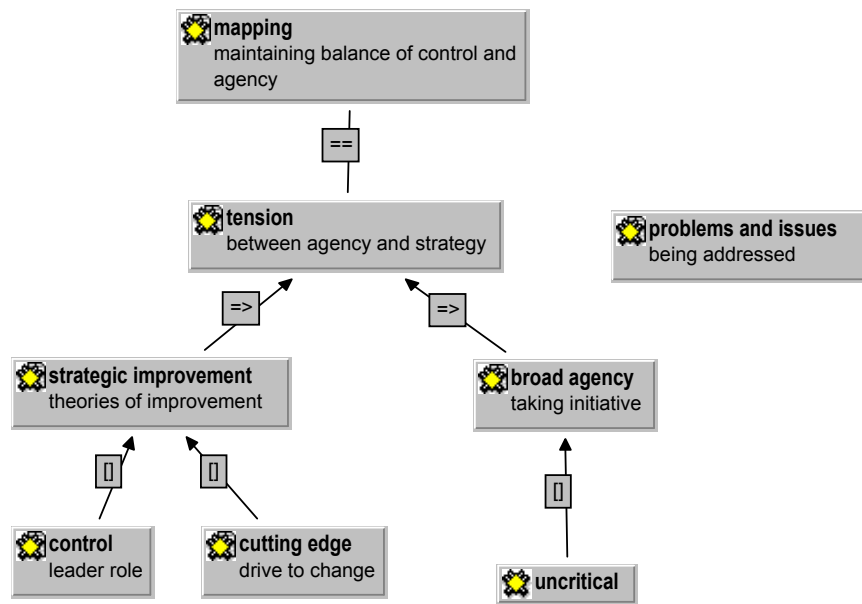 mapping
maintaining balance of control and
agency
==
tension
between agency and strategy
problems and issues
being addressed
=>
=>
strategic improvement
theories of improvement
broad agency
taking initiative
[]
[]
[]
control
leader role
cutting edge
drive to change
uncritical